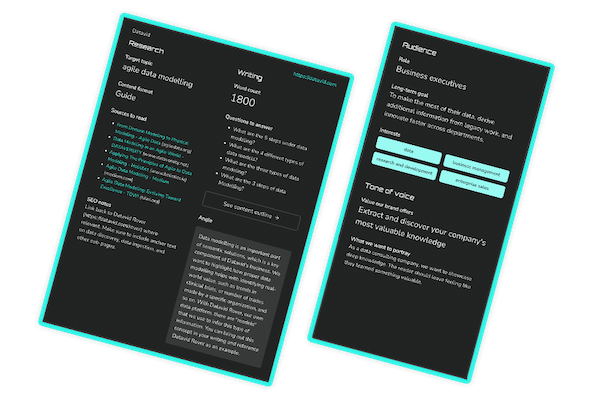 Datavid
Research
Target topic
agile data modelling
Content format
Guide
Sources to read
From Domain Modeling to Physical
Modeling - Agile Data
Data Modeling in an Agile World -
DATAVERSITY
Applying The Principles of Agile to Data
Modeling - WebMEX
Agile Data Modeling - Medium
Agile Data Modeling: Evolving Toward
Excellence - TDWI (tdwi.org)
SEO notes
Link back to Datavid Rover
where
relevant. Make sure to include anchor text
on data discovery, data ingestion, and
other sub-pages.
https://datavid.com
Writing
Word count
1800
Questions to answer
What are the 5 steps under data
modeling?
What are the 4 different types of
data models?
What are the three types of data
modeling?
What are the 3 steps of data
Modelling?
See content outline →
Angle
Data modelling is an important part
of semantic solutions, which is a key
component of Datavid's business. We
want to highlight how proper data
modelling helps with identifying real-
world value, such as trends in
clinical trials, or number of trades
made by a specific organization, and
so on. With Datavid Rover, our own
data platform, there are "models"
that we use to infer this type of
information. You can bring out this
concept in your writing and reference
Datavid Rover as an example.
Audience
Role
Business executives
Long-term goal
To make the most of their data, derive
additional information from legacy work, and
innovate faster across departments.
Interests
data
business management
research and development
enterprise sales
Tone of voice
Value our brand offers
Extract and discover your company's
most valuable knowledge
What we want to portray
As a data consulting company, we want to showcase
deep knowledge. The reader should leave feeling like
they learned something valuable.